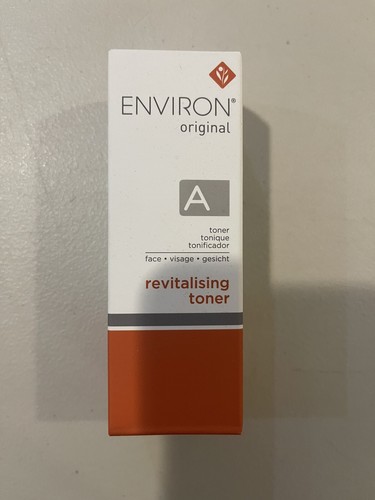 ENVIRON®
original
A
toner
tonique
tonificador
face • visage • gesicht
revitalising
toner